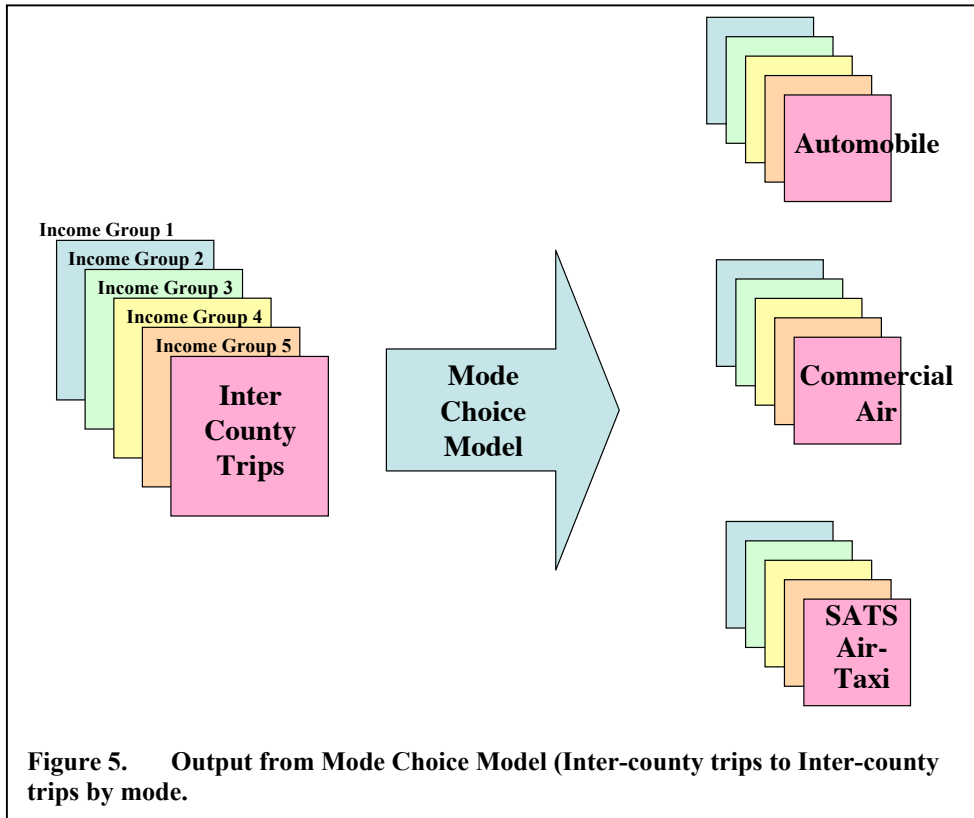 Income Group 1
Income Group 2
Income Group 3
Income Group 4
Income Group 5
Inter
County
Trips
Mode
Choice
Model
Automobile
Commercial
Air
SATS
Air-
Taxi
Figure 5. Output from Mode Choice Model (Inter-county trips to Inter-county
trips by mode.